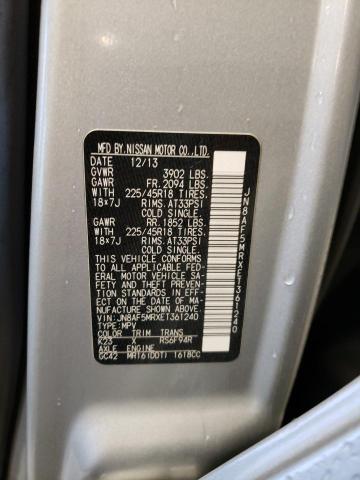 MFD BY.NISSAN MOTOR CO.,LTD.
DATE 12/13
GVWR 3902 LBS.
GAWR FR. 2094 LBS.
WITH 225/45R18 TIRES.
18x7J RIMS.AT33PSI
COLD SINGLE.
GAWR RR. 1852 LBS.
WITH 225/45R18 TIRES.
18x7J RIMS.AT33PSI
COLD SINGLE.
THIS VEHICLE CONFORMS
TO ALL APPLICABLE FED-
ERAL MOTOR VEHICLE SA-
FETY AND THEFT PREVEN-
TION STANDARDS IN EFF-
ECT ON THE DATE OF MA-
NUFACTURE SHOWN ABOVE.
VIN:JN8AF5MRXET361240
TYPE:MPV
COLOR TRIM TRANS
K23 X RS6F94R
AXLE ENGINE
GC42 MR16(DDT) 1618CC
JN8AF5MRXET361240